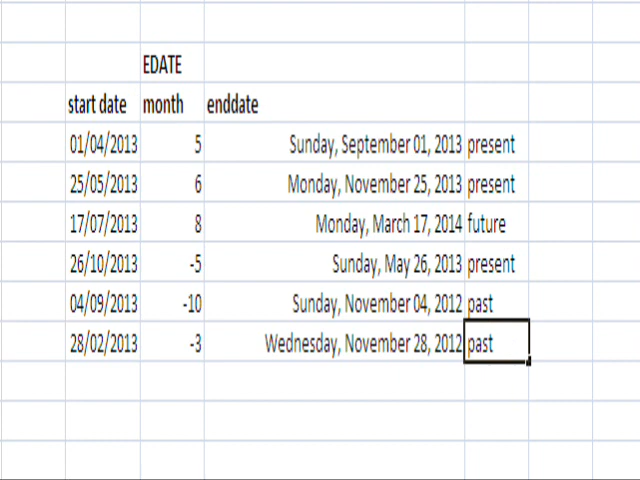 EDATE
start date month enddate
01/04/2013 5 Sunday, September 01, 2013 present
25/05/2013 6 Monday, November 25, 2013 present
17/07/2013 8 Monday, March 17, 2014 future
26/10/2013 -5 Sunday, May 26, 2013 present
04/09/2013 -10 Sunday, November 04, 2012 past
28/02/2013 -3 Wednesday, November 28, 2012 past